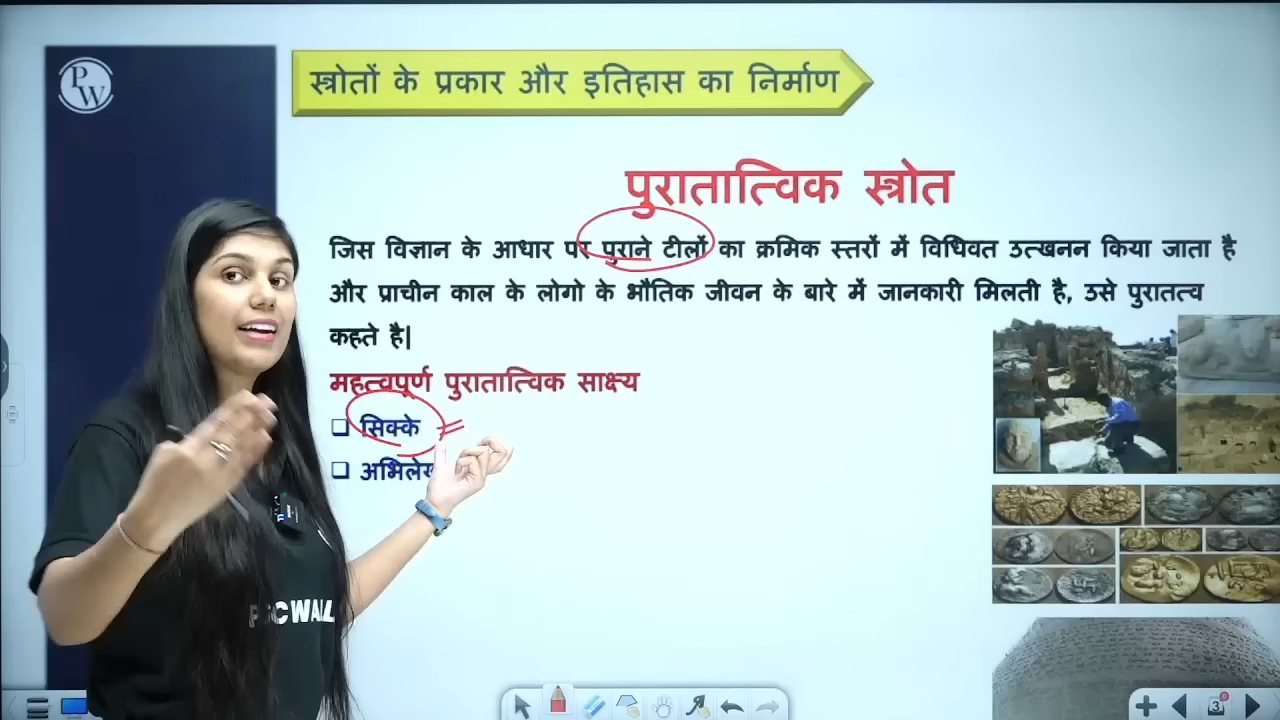 PW
स्त्रोतों के प्रकार और इतिहास का निर्माण
पुरातात्विक स्त्रोत
जिस विज्ञान के आधार पर पुराने टीलों का क्रमिक स्तरों में विधिवत उत्खनन किया जाता है
और प्राचीन काल के लोगो के भौतिक जीवन के बारे में जानकारी मिलती है, उसे पुरातत्व
कहते है|
महत्वपूर्ण पुरातात्विक साक्ष्य
सिक्के
3